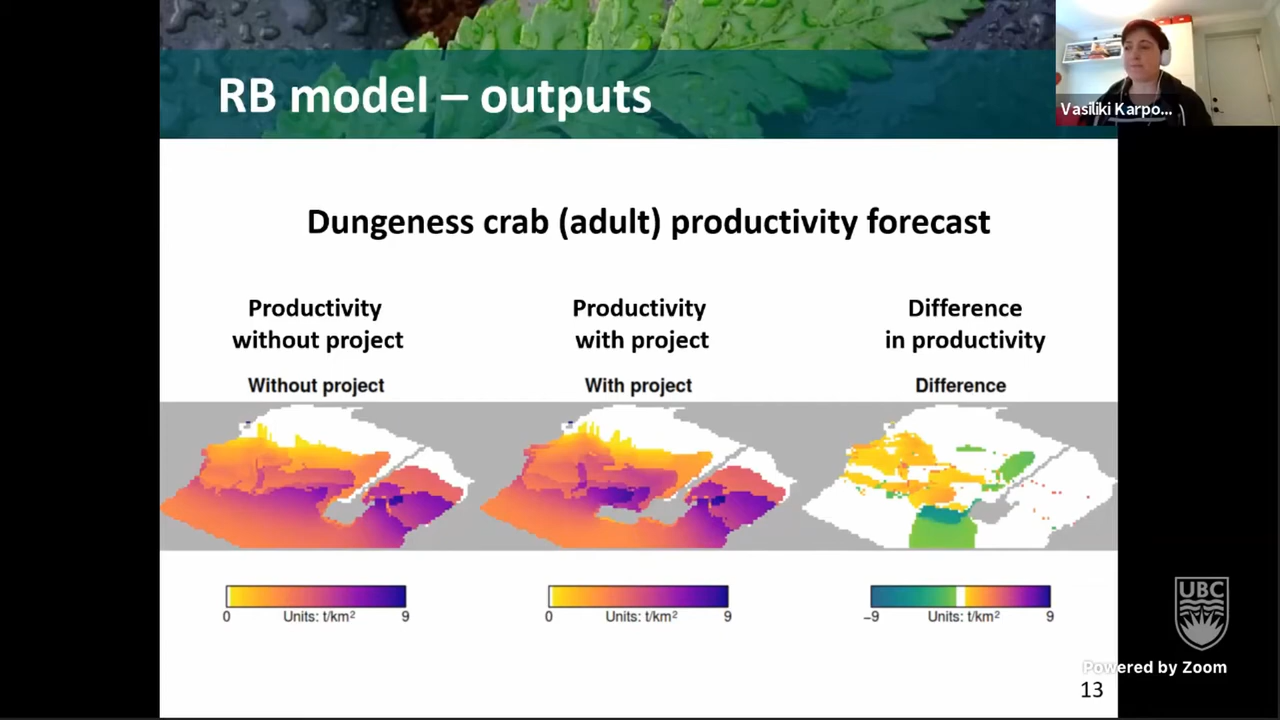 RB model – outputs
Vasiliki Karpo...
Dungeness crab (adult) productivity forecast
Productivity
without project
Productivity
with project
Difference
in productivity
Without project
With project
Difference
0 Units: t/km² 9
0 Units: t/km² 9
−9 Units: t/km² 9
UBC
Powered by Zoom
13